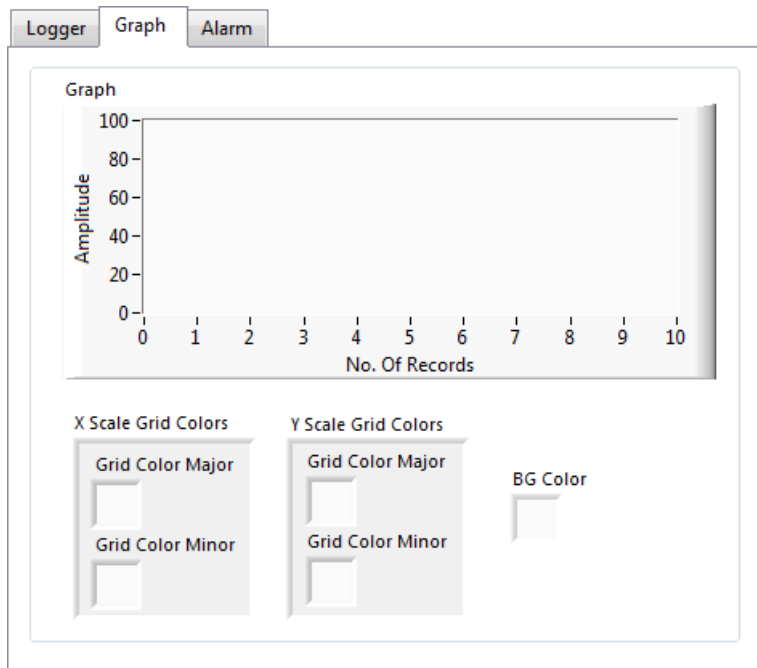 Logger Graph Alarm
Graph
100
80
60
40
20
0
Amplitude
0 1 2 3 4 5 6 7 8 9 10
No. Of Records
X Scale Grid Colors
Grid Color Major
Grid Color Minor
Y Scale Grid Colors
Grid Color Major
Grid Color Minor
BG Color